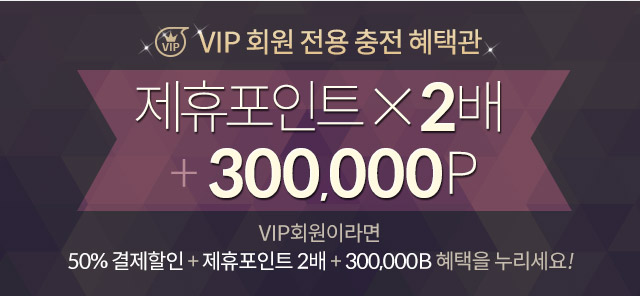 VIP VIP 회원 전용 충전 혜택관
제휴포인트 × 2배
+ 300,000P
VIP회원이라면
50% 결제할인 + 제휴포인트 2배 + 300,000B 혜택을 누리세요!